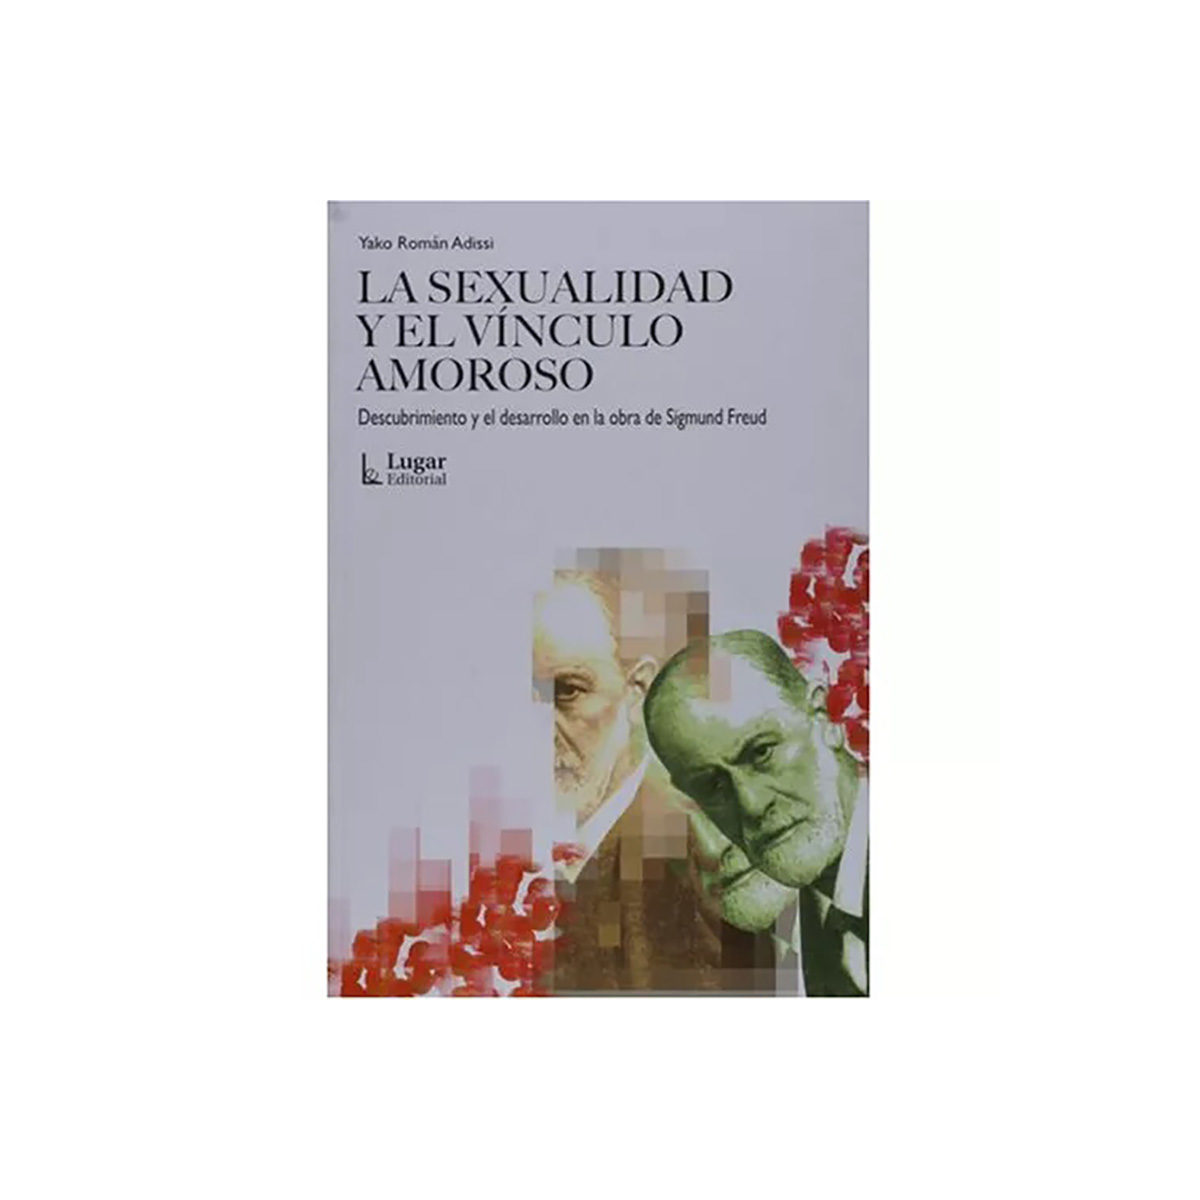 Yako Román Adissi
LA SEXUALIDAD
Y EL VÍNCULO
AMOROSO
Descubrimiento y el desarrollo en la obra de Sigmund Freud
Lugar
Editorial